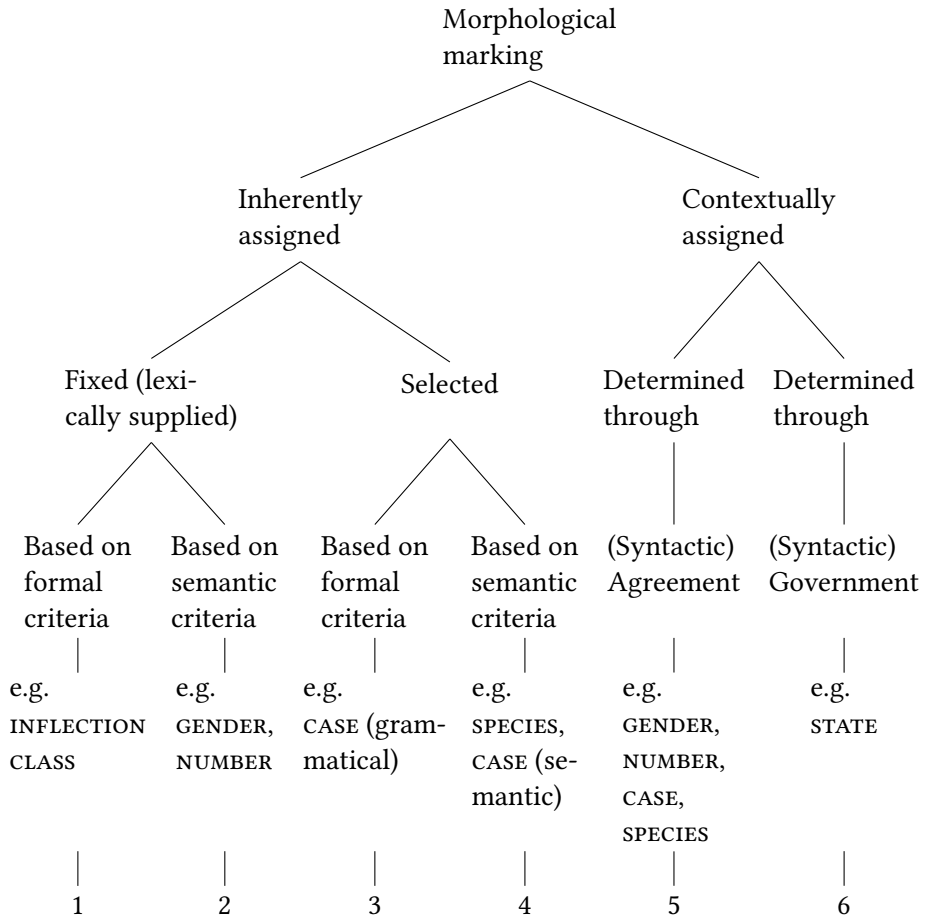 Morphological
marking
Inherently
assigned
Contextually
assigned
Fixed (lexi-
cally supplied)
Selected
Determined
through
Determined
through
Based on
formal
criteria
Based on
semantic
criteria
Based on
formal
criteria
Based on
semantic
criteria
(Syntactic)
Agreement
(Syntactic)
Government
e.g.
INFLECTION
CLASS
e.g.
GENDER,
NUMBER
e.g.
CASE (gram-
matical)
e.g.
SPECIES,
CASE (se-
mantic)
e.g.
GENDER,
NUMBER,
CASE,
SPECIES
e.g.
STATE
1
2
3
4
5
6